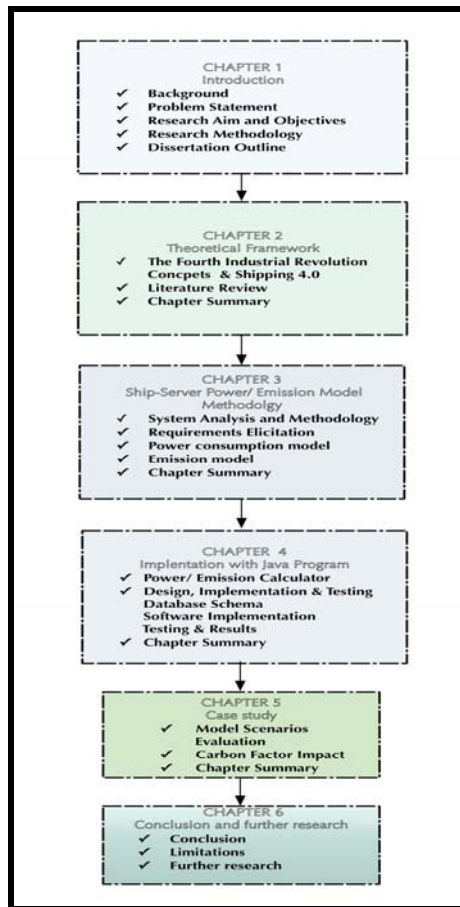 CHAPTER 1
Introduction
✓ Background
✓ Problem Statement
✓ Research Aim and Objectives
✓ Research Methodology
✓ Dissertation Outline
CHAPTER 2
Theoretical Framework
✓ The Fourth Industrial Revolution
Concpets & Shipping 4.0
✓ Literature Review
✓ Chapter Summary
CHAPTER 3
Ship-Server Power/ Emission Model
Methodolgy
✓ System Analysis and Methodology
✓ Requirements Elicitation
✓ Power consumption model
✓ Emission model
✓ Chapter Summary
CHAPTER 4
Implentation with Java Program
✓ Power/ Emission Calculator
✓ Design, Implementation & Testing
Database Schema
Software Implementation
Testing & Results
✓ Chapter Summary
CHAPTER 5
Case study
✓ Model Scenarios
Evaluation
✓ Carbon Factor Impact
✓ Chapter Summary
CHAPTER 6
Conclusion and further research
✓ Conclusion
✓ Limitations
✓ Further research